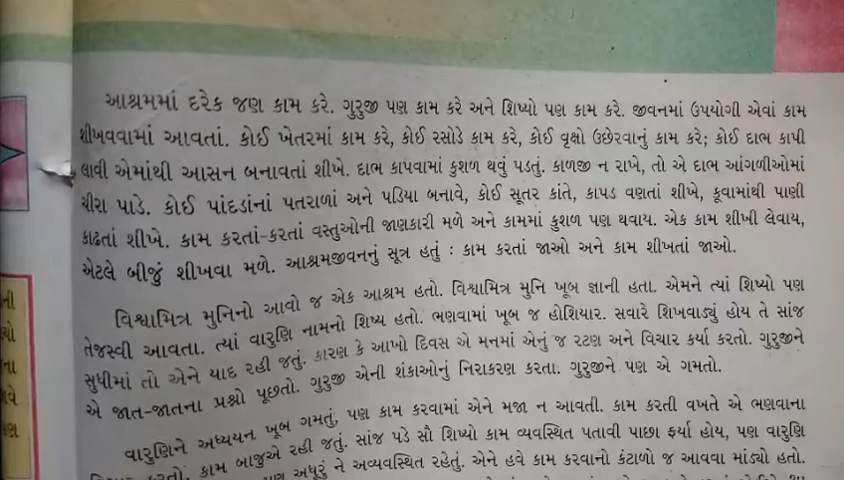 આશ્રમમાં દરેક જણ કામ કરે. ગુરુજી પણ કામ કરે અને શિષ્યો પણ કામ કરે. જીવનમાં ઉપયોગી એવાં કામ
શીખવવામાં આવતાં. કોઈ ખેતરમાં કામ કરે, કોઈ રસોડે કામ કરે, કોઈ વૃક્ષો ઉછેરવાનું કામ કરે; કોઈ દાભ કાપી
લાવી એમાંથી આસન બનાવતાં શીખે. દાભ કાપવામાં કુશળ થવું પડતું. કાળજી ન રાખે, તો એ દાભ આંગળીઓમાં
ચીરા પાડે. કોઈ પાંદડાંનાં પતરાળાં અને પડિયા બનાવે, કોઈ સૂતર કાંતે, કાપડ વણતાં શીખે, કૂવામાંથી પાણી
કાઢતાં શીખે. કામ કરતાં-કરતાં વસ્તુઓની જાણકારી મળે અને કામમાં કુશળ પણ થવાય. એક કામ શીખી લેવાય,
એટલે બીજું શીખવા મળે. આશ્રમજીવનનું સૂત્ર હતું : કામ કરતાં જાઓ અને કામ શીખતાં જાઓ.
વિશ્વામિત્ર મુનિનો આવો જ એક આશ્રમ હતો. વિશ્વામિત્ર મુનિ ખૂબ જ્ઞાની હતા. એમને ત્યાં શિષ્યો પણ
તેજસ્વી આવતા. ત્યાં વારુણિ નામનો શિષ્ય હતો. ભણવામાં ખૂબ જ હોશિયાર. સવારે શિખવાડ્યું હોય તે સાંજ
સુધીમાં તો એને યાદ રહી જતું. કારણ કે આખો દિવસ એ મનમાં એનું જ રટણ અને વિચાર કર્યા કરતો. ગુરુજીને
એ જાત-જાતના પ્રશ્નો પૂછતો. ગુરુજી એની શંકાઓનું નિરાકરણ કરતા. ગુરુજીને પણ એ ગમતો.
વારુણિને અધ્યયન ખૂબ ગમતું, પણ કામ કરવામાં એને મજા ન આવતી. કામ કરતી વખતે એ ભણવાના
કરતો. કામ બાજુએ રહી જતું. સાંજ પડે સૌ શિષ્યો કામ વ્યવસ્થિત પતાવી પાછા ફર્યા હોય, પણ વારુણિ
પણ અધૂરું ને અવ્યવસ્થિત રહેતું. એને હવે કામ કરવાનો કંટાળો જ આવવા માંડ્યો હતો.